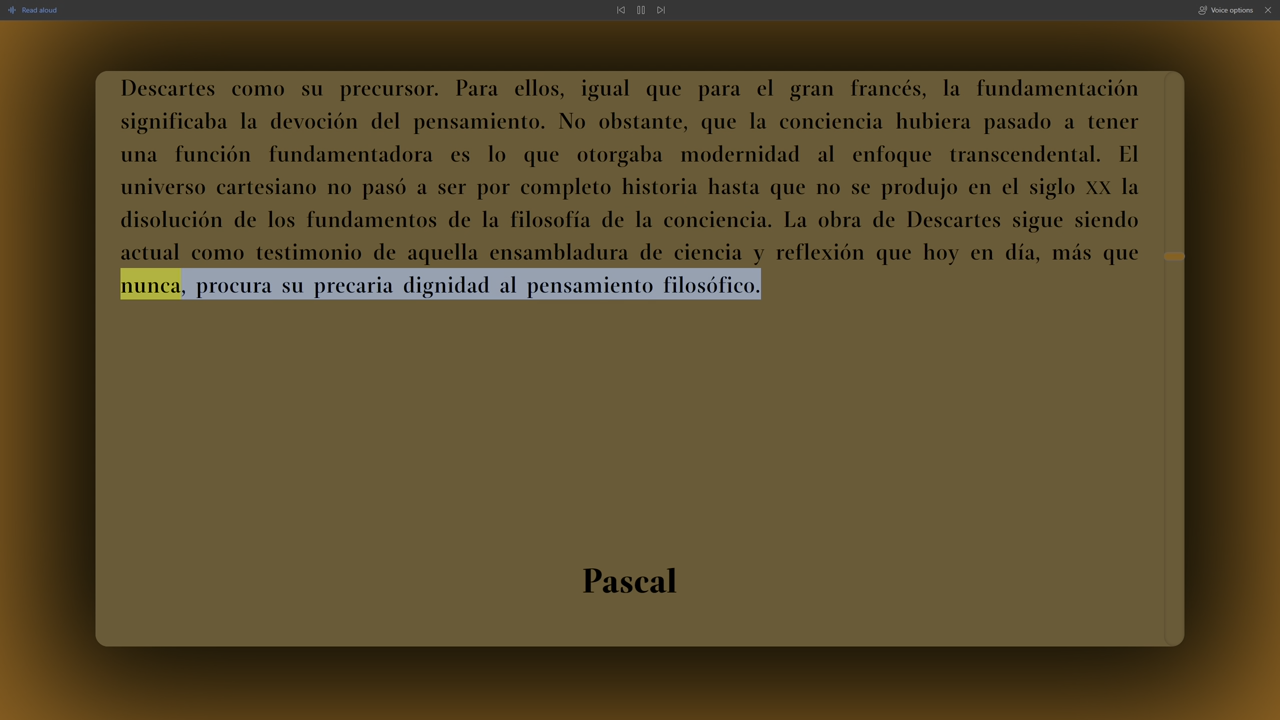 Read aloud
Voice options
Descartes como su precursor. Para ellos, igual que para el gran francés, la fundamentación
significaba la devoción del pensamiento. No obstante, que la conciencia hubiera pasado a tener
una función fundamentadora es lo que otorgaba modernidad al enfoque transcendental. El
universo cartesiano no pasó a ser por completo historia hasta que no se produjo en el siglo XX la
disolución de los fundamentos de la filosofía de la conciencia. La obra de Descartes sigue siendo
actual como testimonio de aquella ensambladura de ciencia y reflexión que hoy en día, más que
nunca, procura su precaria dignidad al pensamiento filosófico.
Pascal